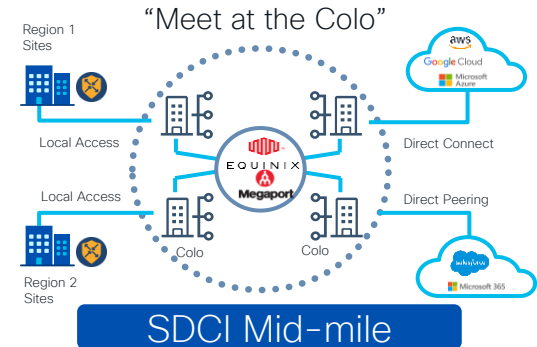 “Meet at the Colo”
Region 1
Sites
Local Access
aws
Google Cloud
Microsoft
Azure
Direct Connect
EQUINIX
Megaport
Local Access
Direct Peering
Colo
Colo
Region 2
Sites
Microsoft 365
SDCI Mid-mile